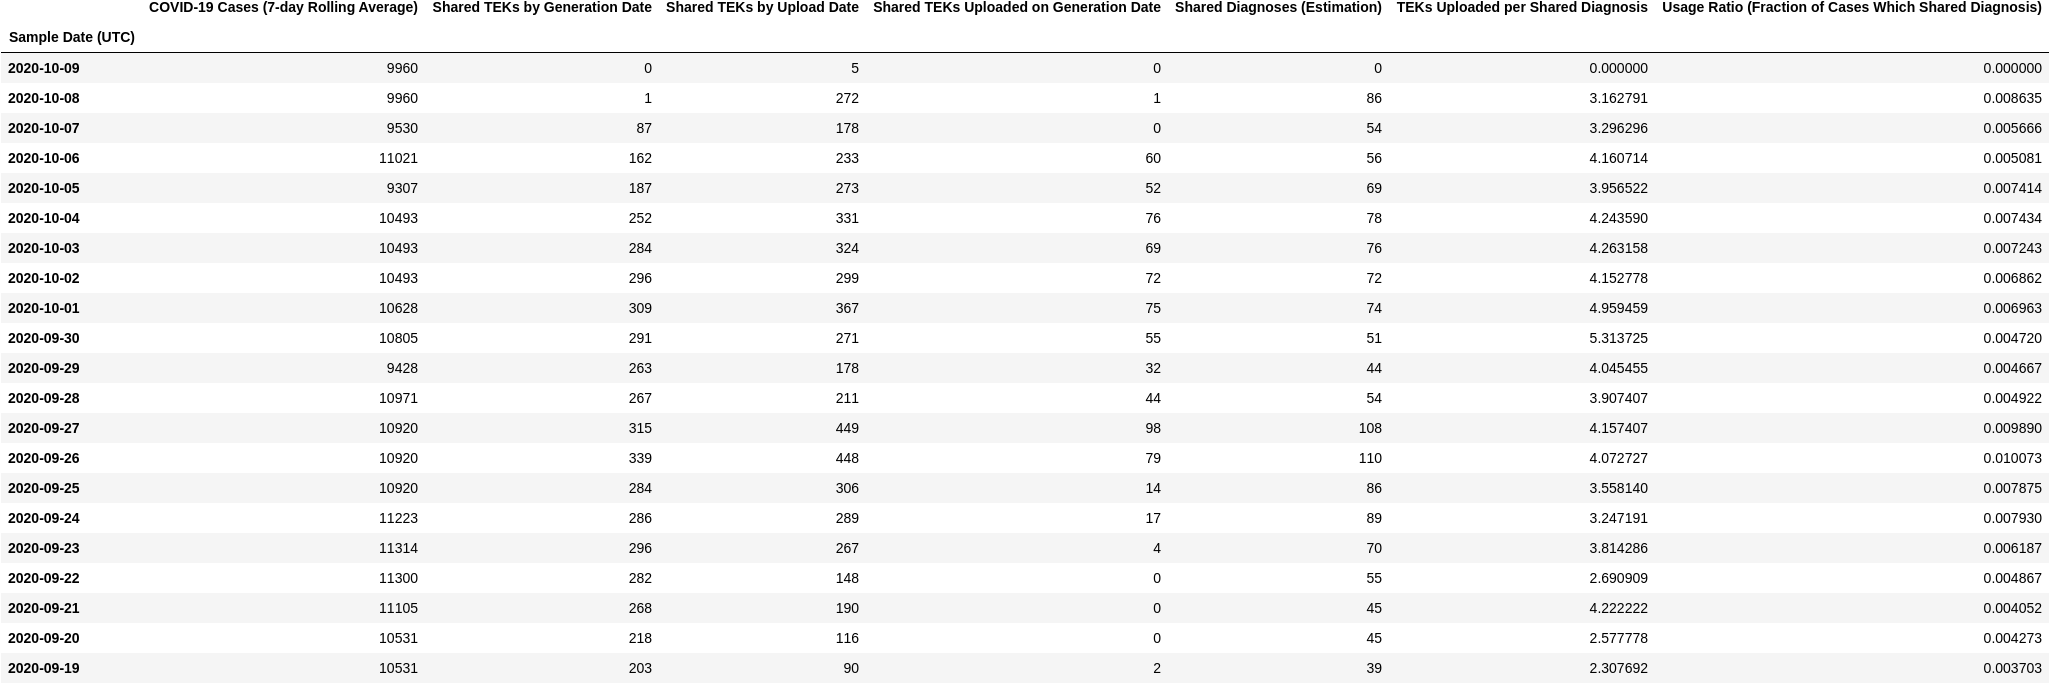 COVID-19 Cases (7-day Rolling Average) Shared TEKs by Generation Date Shared TEKs by Upload Date Shared TEKs Uploaded on Generation Date Shared Diagnoses (Estimation) TEKs Uploaded per Shared Diagnosis Usage Ratio (Fraction of Cases Which Shared Diagnosis)
Sample Date (UTC)
2020-10-09 9960 0 5 0 0 0.000000 0.000000
2020-10-08 9960 1 272 1 86 3.162791 0.008635
2020-10-07 9530 87 178 0 54 3.296296 0.005666
2020-10-06 11021 162 233 60 56 4.160714 0.005081
2020-10-05 9307 187 273 52 69 3.956522 0.007414
2020-10-04 10493 252 331 76 78 4.243590 0.007434
2020-10-03 10493 284 324 69 76 4.263158 0.007243
2020-10-02 10493 296 299 72 72 4.152778 0.006862
2020-10-01 10628 309 367 75 74 4.959459 0.006963
2020-09-30 10805 291 271 55 51 5.313725 0.004720
2020-09-29 9428 263 178 32 44 4.045455 0.004667
2020-09-28 10971 267 211 44 54 3.907407 0.004922
2020-09-27 10920 315 449 98 108 4.157407 0.009890
2020-09-26 10920 339 448 79 110 4.072727 0.010073
2020-09-25 10920 284 306 14 86 3.558140 0.007875
2020-09-24 11223 286 289 17 89 3.247191 0.007930
2020-09-23 11314 296 267 4 70 3.814286 0.006187
2020-09-22 11300 282 148 0 55 2.690909 0.004867
2020-09-21 11105 268 190 0 45 4.222222 0.004052
2020-09-20 10531 218 116 0 45 2.577778 0.004273
2020-09-19 10531 203 90 2 39 2.307692 0.003703